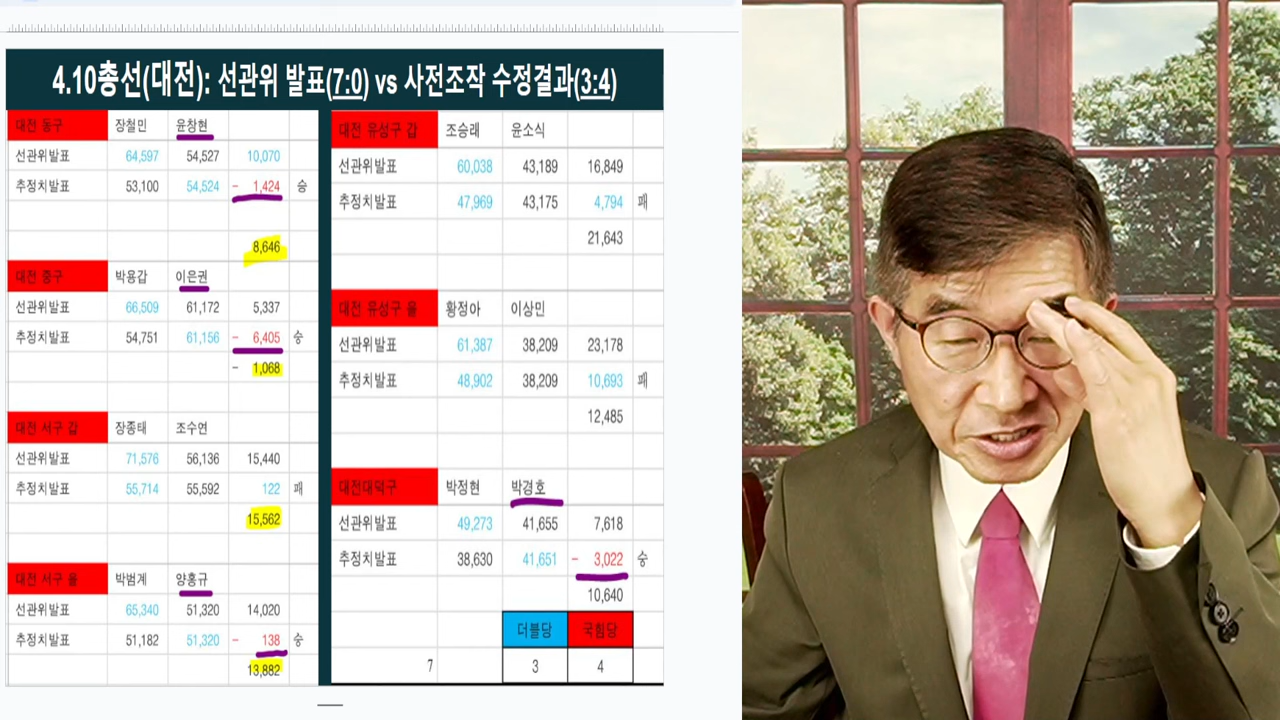 4.10총선(대전): 선관위 발표(7:0) vs 사전조작 수정결과(3:4)
대전 동구 장철민 윤창현
선관위발표 64,597 54,527 10,070
추정치발표 53,100 54,524 - 1,424 승
8,646
대전 중구 박용갑 이은권
선관위발표 66,509 61,172 5,337
추정치발표 54,751 61,156 - 6,405 승
- 1,068
대전 서구 갑 장종태 조수연
선관위발표 71,576 56,136 15,440
추정치발표 55,714 55,592 122 패
15,562
대전 서구 을 박범계 양홍규
선관위발표 65,340 51,320 14,020
추정치발표 51,182 51,320 - 138 승
13,882
대전 유성구 갑 조승래 윤소식
선관위발표 60,038 43,189 16,849
추정치발표 47,969 43,175 4,794 패
21,643
대전 유성구 을 황정아 이상민
선관위발표 61,387 38,209 23,178
추정치발표 48,902 38,209 10,693 패
12,485
대전대덕구 박정현 박경호
선관위발표 49,273 41,655 7,618
추정치발표 38,630 41,651 - 3,022 승
10,640
더불당 국힘당
7 3 4